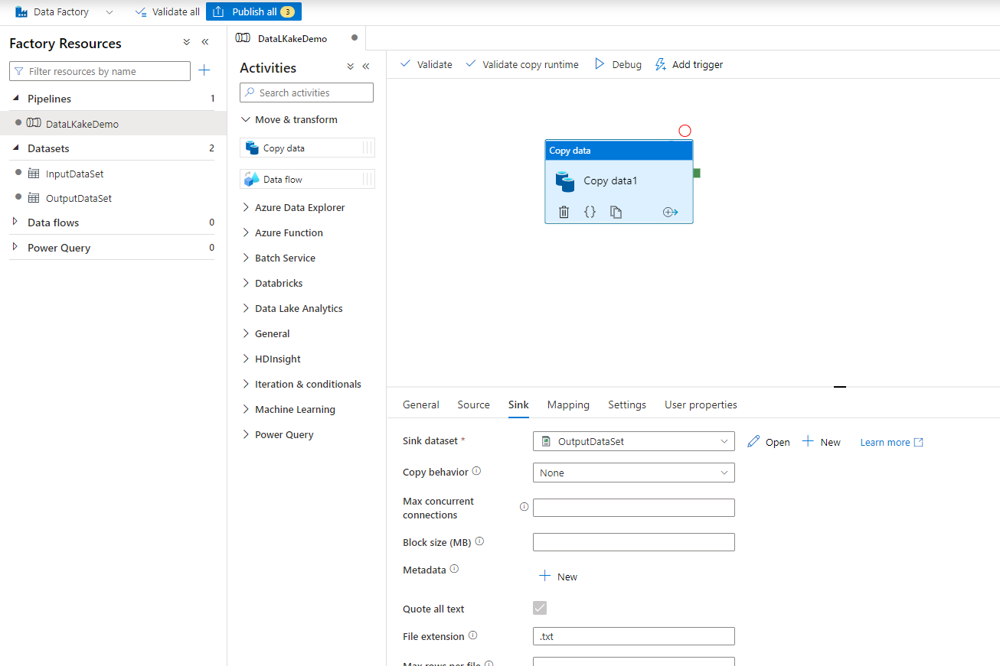 Data Factory
Validate all
Publish all 3
Factory Resources
Filter resources by name
Pipelines 1
DataLKakeDemo
Datasets 2
InputDataSet
OutputDataSet
Data flows 0
Power Query 0
DataLKakeDemo
Activities
Search activities
Move & transform
Copy data
Data flow
Azure Data Explorer
Azure Function
Batch Service
Databricks
Data Lake Analytics
General
HDInsight
Iteration & conditionals
Machine Learning
Power Query
Validate Validate copy runtime Debug Add trigger
Copy data
Copy data1
General Source Sink Mapping Settings User properties
Sink dataset * OutputDataSet Open New Learn more
Copy behavior None
Max concurrent
connections
Block size (MB)
Metadata New
Quote all text
File extension .txt
Max rows per file